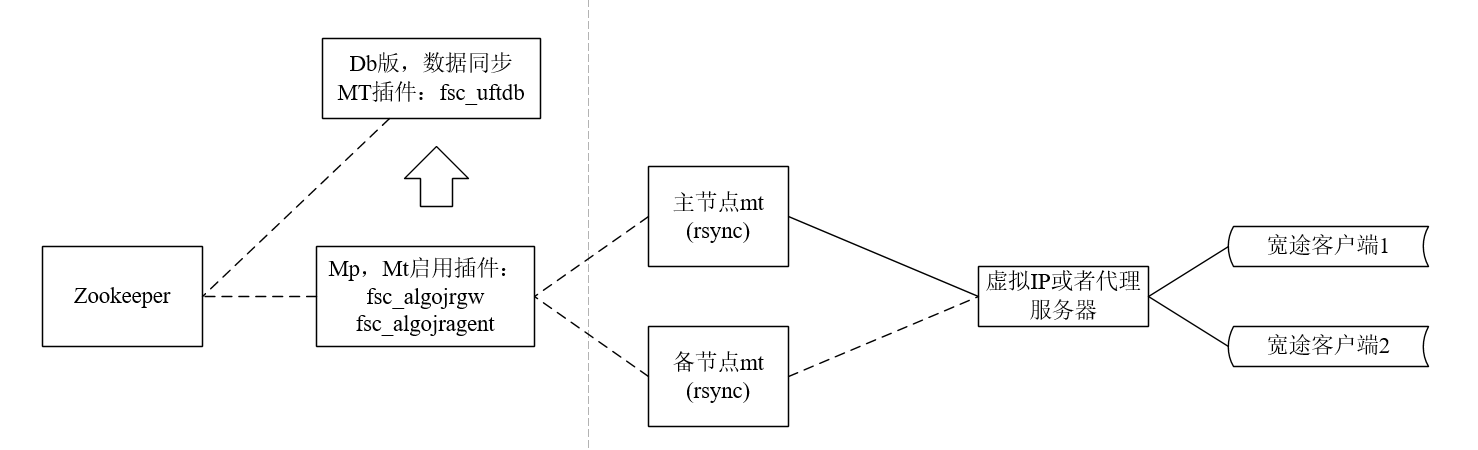 Db版，数据同步
MT插件：fsc_uftdb
Zookeeper
Mp，Mt启用插件：
fsc_algojrgw
fsc_algojragent
主节点mt
(rsync)
备节点mt
(rsync)
虚拟IP或者代理
服务器
宽途客户端1
宽途客户端2